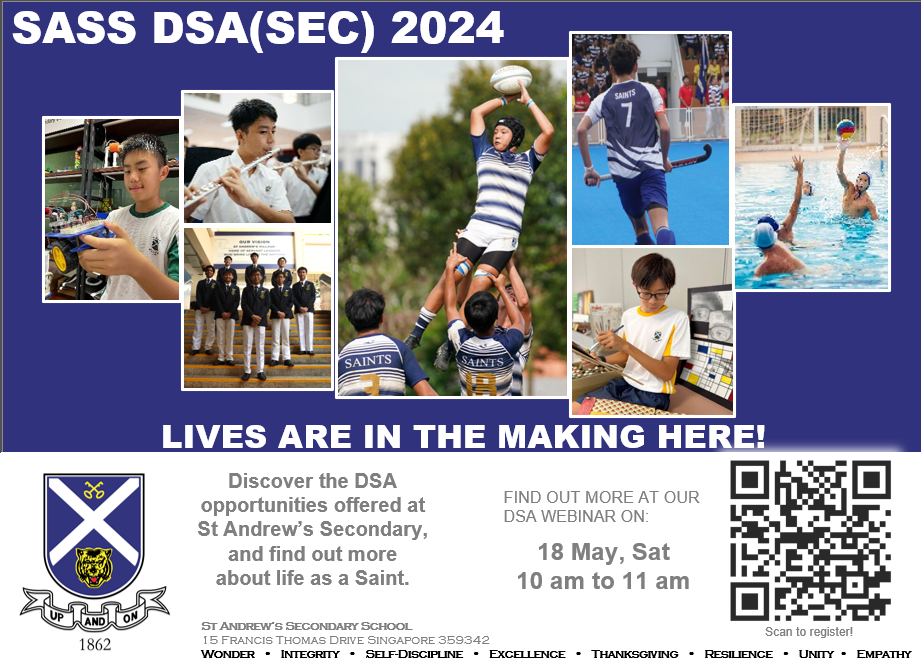 SASS DSA(SEC) 2024
OUR VISION
SAINTS
7
SAINTS
SAINTS
LIVES ARE IN THE MAKING HERE!
Discover the DSA
opportunities offered at
St Andrew’s Secondary,
and find out more
about life as a Saint.
FIND OUT MORE AT OUR
DSA WEBINAR ON:
18 May, Sat
10 am to 11 am
Scan to register!
UP AND ON
1862
ST ANDREW’S SECONDARY SCHOOL
15 FRANCIS THOMAS DRIVE SINGAPORE 359342
WONDER • INTEGRITY • SELF-DISCIPLINE • EXCELLENCE • THANKSGIVING • RESILIENCE • UNITY • EMPATHY